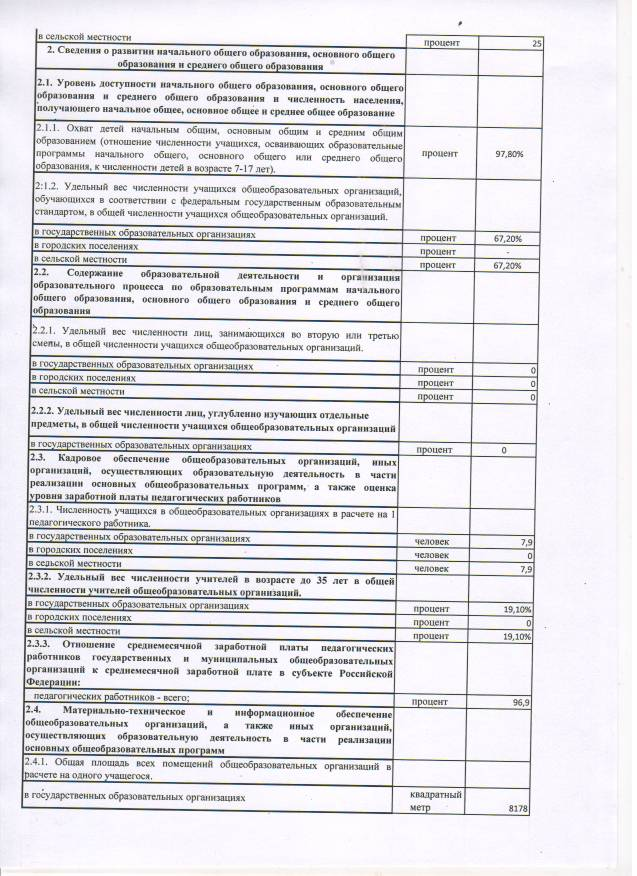 в сельской местности процент 25
2. Сведения о развитии начального общего образования, основного общего
образования и среднего общего образования
2.1. Уровень доступности начального общего образования, основного общего
образования и среднего общего образования и численность населения,
получающего начальное общее, основное общее и среднее общее образование
2.1.1. Охват детей начальным общим, основным общим и средним общим
образованием (отношение численности учащихся, осваивающих образовательные
программы начального общего, основного общего или среднего общего
образования, к численности детей в возрасте 7-17 лет). процент 97,80%
2:1.2. Удельный вес численности учащихся общеобразовательных организаций,
обучающихся в соответствии с федеральным государственным образовательным
стандартом, в общей численности учащихся общеобразовательных организаций.
в государственных образовательных организациях процент 67,20%
в городских поселениях процент -
в сельской местности процент 67,20%
2.2. Содержание образовательной деятельности и организация
образовательного процесса по образовательным программам начального
общего образования, основного общего образования и среднего общего
образования
2.2.1. Удельный вес численности лиц, занимающихся во вторую или третью
смены, в общей численности учащихся общеобразовательных организаций.
в государственных образовательных организациях процент 0
в городских поселениях процент 0
в сельской местности процент 0
2.2.2. Удельный вес численности лиц, углубленно изучающих отдельные
предметы, в общей численности учащихся общеобразовательных организаций
в государственных образовательных организациях процент 0
2.3. Кадровое обеспечение общеобразовательных организаций, иных
организаций, осуществляющих образовательную деятельность в части
реализации основных общеобразовательных программ, а также оценка
уровня заработной платы педагогических работников
2.3.1. Численность учащихся в общеобразовательных организациях в расчете на 1
педагогического работника.
в государственных образовательных организациях человек 7,9
в городских поселениях человек 0
в сельской местности человек 7,9
2.3.2. Удельный вес численности учителей в возрасте до 35 лет в общей
численности учителей общеобразовательных организаций.
в государственных образовательных организациях процент 19,10%
в городских поселениях процент 0
в сельской местности процент 19,10%
2.3.3. Отношение среднемесячной заработной платы педагогических
работников государственных и муниципальных общеобразовательных
организаций к среднемесячной заработной плате в субъекте Российской
Федерации:
педагогических работников - всего; процент 96,9
2.4. Материально-техническое и информационное обеспечение
общеобразовательных организаций, а также иных организаций,
осуществляющих образовательную деятельность в части реализации
основных общеобразовательных программ
2.4.1. Общая площадь всех помещений общеобразовательных организаций в
расчете на одного учащегося.
в государственных образовательных организациях квадратный
метр 8178